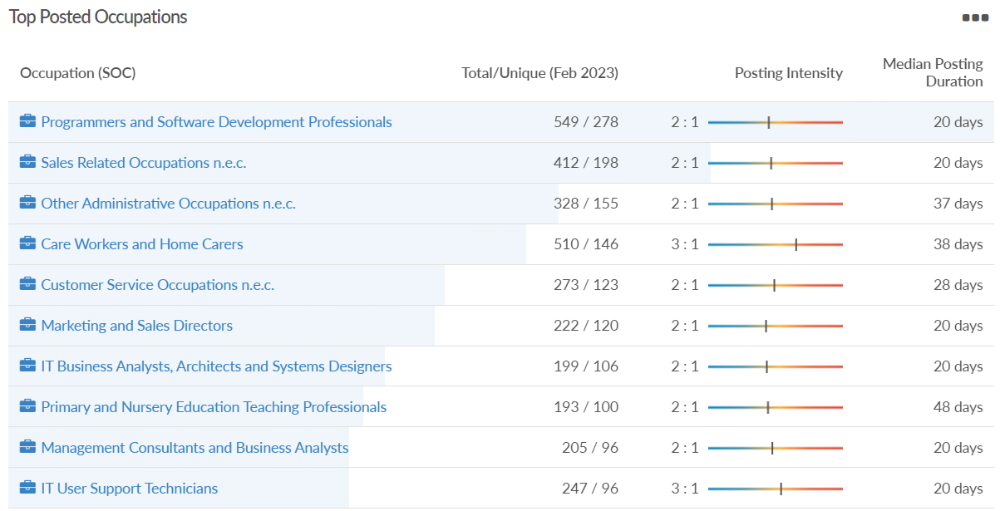 Top Posted Occupations
Occupation (SOC) Total/Unique (Feb 2023) Posting Intensity Median Posting Duration
Programmers and Software Development Professionals 549 / 278 2 : 1 20 days
Sales Related Occupations n.e.c. 412 / 198 2 : 1 20 days
Other Administrative Occupations n.e.c. 328 / 155 2 : 1 37 days
Care Workers and Home Carers 510 / 146 3 : 1 38 days
Customer Service Occupations n.e.c. 273 / 123 2 : 1 28 days
Marketing and Sales Directors 222 / 120 2 : 1 20 days
IT Business Analysts, Architects and Systems Designers 199 / 106 2 : 1 20 days
Primary and Nursery Education Teaching Professionals 193 / 100 2 : 1 48 days
Management Consultants and Business Analysts 205 / 96 2 : 1 20 days
IT User Support Technicians 247 / 96 3 : 1 20 days